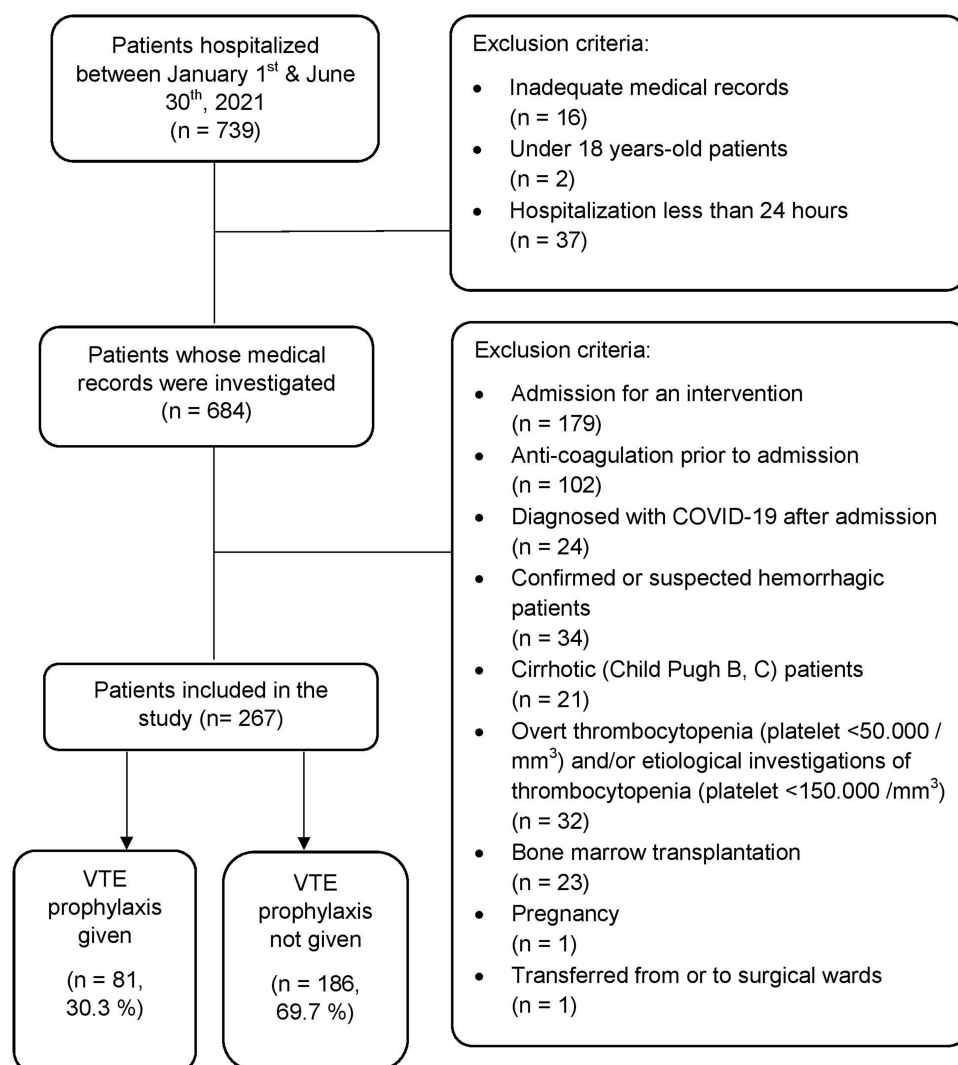 Patients hospitalized
between January 1st & June
30th, 2021
(n = 739)
Exclusion criteria:
• Inadequate medical records
(n = 16)
• Under 18 years-old patients
(n = 2)
• Hospitalization less than 24 hours
(n = 37)
Patients whose medical
records were investigated
(n = 684)
Exclusion criteria:
• Admission for an intervention
(n = 179)
• Anti-coagulation prior to admission
(n = 102)
• Diagnosed with COVID-19 after admission
(n = 24)
• Confirmed or suspected hemorrhagic
patients
(n = 34)
• Cirrhotic (Child Pugh B, C) patients
(n = 21)
• Overt thrombocytopenia (platelet <50.000 /
mm3) and/or etiological investigations of
thrombocytopenia (platelet <150.000 /mm3)
(n = 32)
• Bone marrow transplantation
(n = 23)
• Pregnancy
(n = 1)
• Transferred from or to surgical wards
(n = 1)
Patients included in the
study (n= 267)
VTE
prophylaxis
given
(n = 81,
30.3 %)
VTE
prophylaxis
not given
(n = 186,
69.7 %)